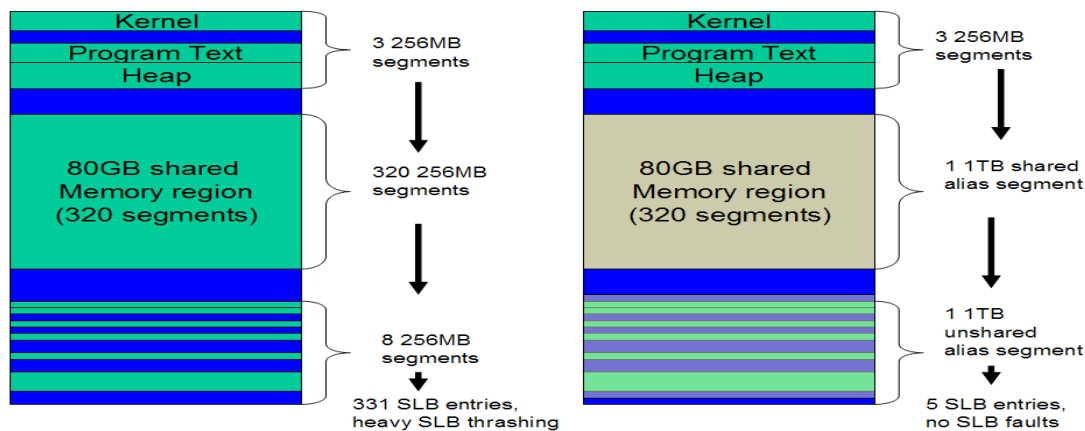 Kernel
Program Text
Heap
3 256MB
segments
80GB shared
Memory region
(320 segments)
320 256MB
segments
8 256MB
segments
331 SLB entries,
heavy SLB thrashing
Kernel
Program Text
Heap
3 256MB
segments
80GB shared
Memory region
(320 segments)
1 1TB shared
alias segment
1 1TB
unshared
alias segment
5 SLB entries,
no SLB faults